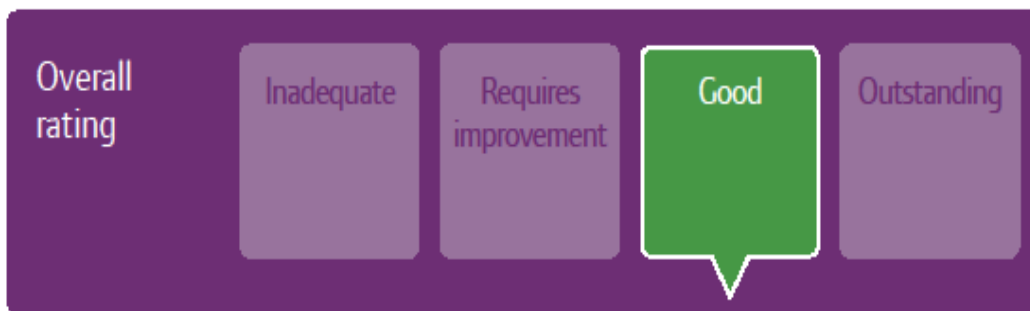 Overall
rating
Inadequate
Requires
improvement
Good
Outstanding